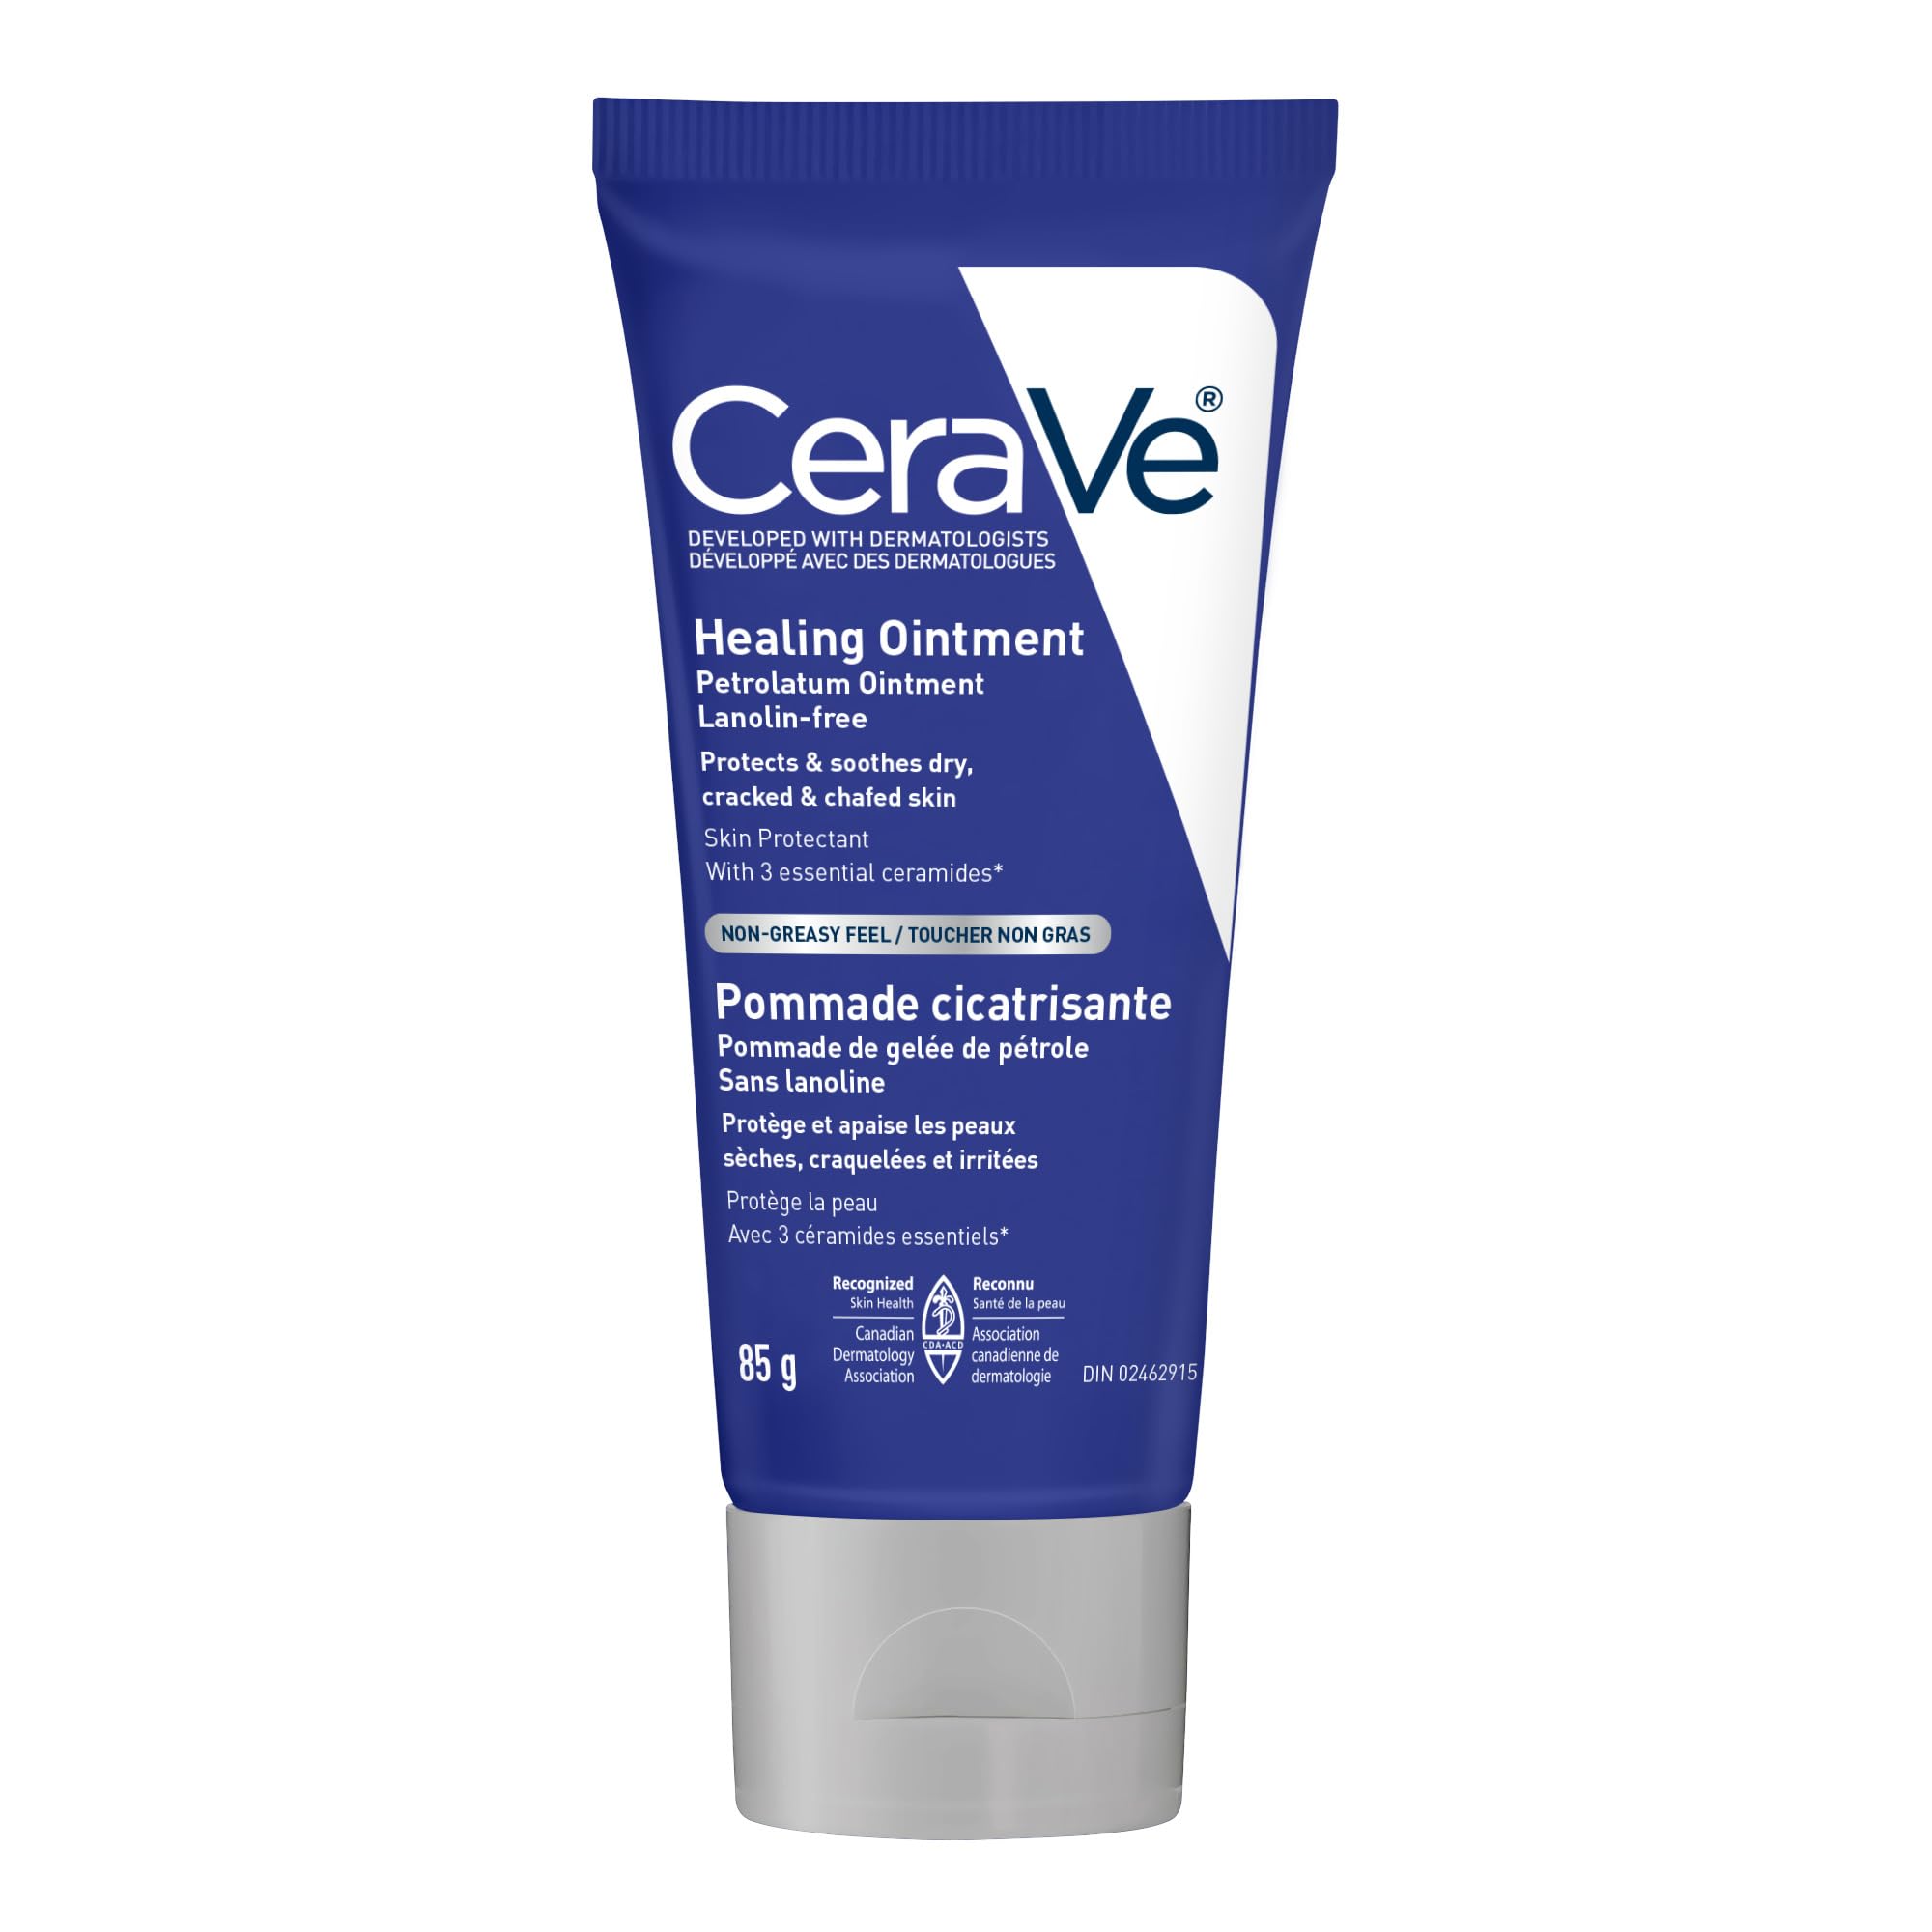 CeraVe®
DEVELOPED WITH DERMATOLOGISTS
DÉVELOPPÉ AVEC DES DERMATOLOGUES
Healing Ointment
Petrolatum Ointment
Lanolin-free
Protects & soothes dry,
cracked & chafed skin
Skin Protectant
With 3 essential ceramides*
NON-GREASY FEEL / TOUCHER NON GRAS
Pommade cicatrisante
Pommade de gelée de pétrole
Sans lanoline
Protège et apaise les peaux
sèches, craquelées et irritées
Protège la peau
Avec 3 céramides essentiels*
85 g
Recognized
Skin Health
Canadian
Dermatology
Association
CDA•ACD
Reconnu
Santé de la peau
Association
canadienne de
dermatologie
DIN 02462915